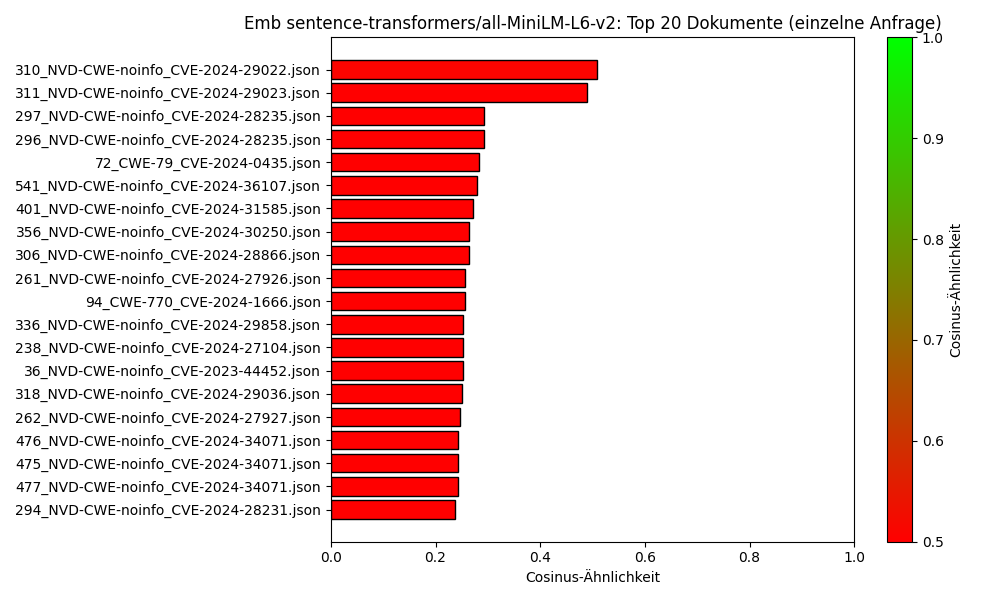 Emb sentence-transformers/all-MiniLM-L6-v2: Top 20 Dokumente (einzelne Anfrage)
310_NVD-CWE-noinfo_CVE-2024-29022.json
311_NVD-CWE-noinfo_CVE-2024-29023.json
297_NVD-CWE-noinfo_CVE-2024-28235.json
296_NVD-CWE-noinfo_CVE-2024-28235.json
72_CWE-79_CVE-2024-0435.json
541_NVD-CWE-noinfo_CVE-2024-36107.json
401_NVD-CWE-noinfo_CVE-2024-31585.json
356_NVD-CWE-noinfo_CVE-2024-30250.json
306_NVD-CWE-noinfo_CVE-2024-28866.json
261_NVD-CWE-noinfo_CVE-2024-27926.json
94_CWE-770_CVE-2024-1666.json
336_NVD-CWE-noinfo_CVE-2024-29858.json
238_NVD-CWE-noinfo_CVE-2024-27104.json
36_NVD-CWE-noinfo_CVE-2023-44452.json
318_NVD-CWE-noinfo_CVE-2024-29036.json
262_NVD-CWE-noinfo_CVE-2024-27927.json
476_NVD-CWE-noinfo_CVE-2024-34071.json
475_NVD-CWE-noinfo_CVE-2024-34071.json
477_NVD-CWE-noinfo_CVE-2024-34071.json
294_NVD-CWE-noinfo_CVE-2024-28231.json
0.0 0.2 0.4 0.6 0.8 1.0
Cosinus-Ähnlichkeit
1.0
0.9
0.8
0.7
0.6
0.5
Cosinus-Ähnlichkeit